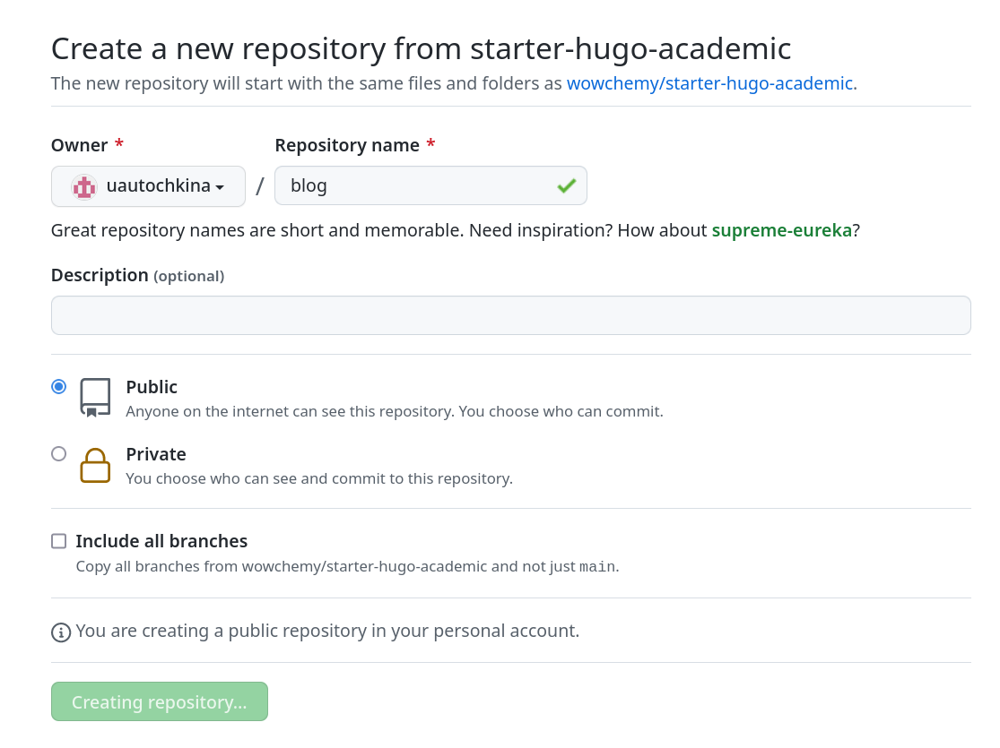 Create a new repository from starter-hugo-academic
The new repository will start with the same files and folders as wowchemy/starter-hugo-academic.
Owner * Repository name *
uautochkina / blog
Great repository names are short and memorable. Need inspiration? How about supreme-eureka?
Description (optional)
Public
Anyone on the internet can see this repository. You choose who can commit.
Private
You choose who can see and commit to this repository.
Include all branches
Copy all branches from wowchemy/starter-hugo-academic and not just main.
You are creating a public repository in your personal account.
Creating repository...